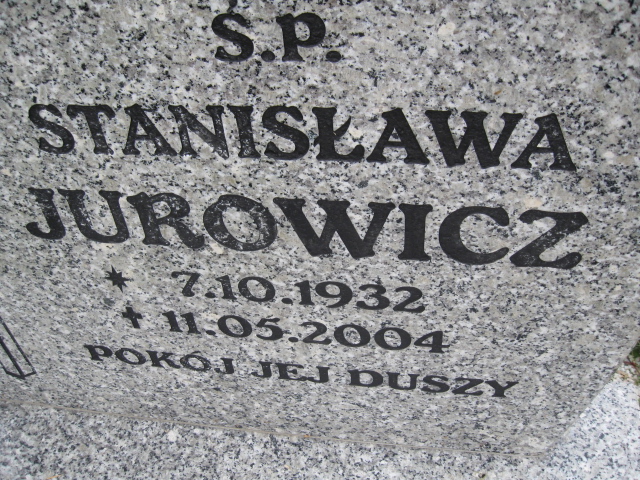 Ś.P.
STANISŁAWA
JUROWICZ
* 7.10.1932
✝ 11.05.2004
POKÓJ JEJ DUSZY